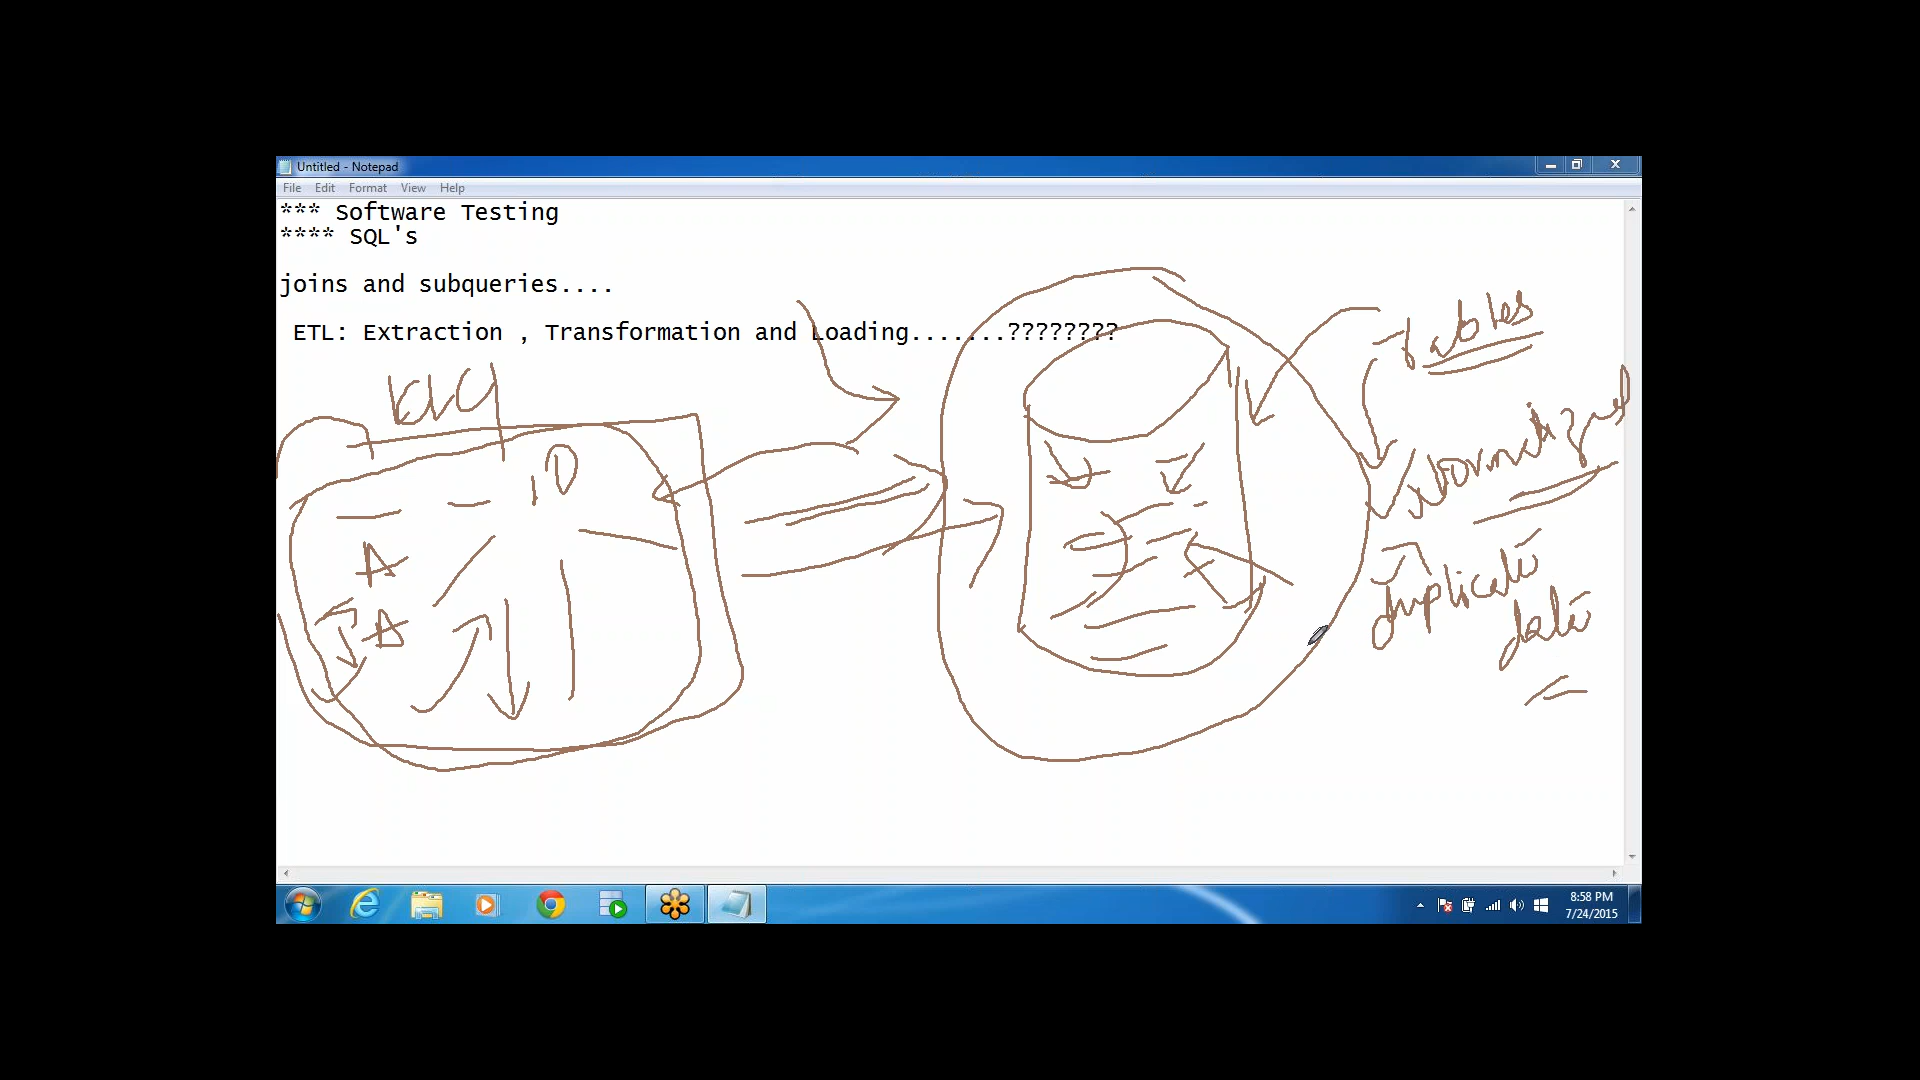 Untitled - Notepad
File Edit Format View Help
*** Software Testing
**** SQL's
joins and subqueries....
ETL: Extraction , Transformation and Loading.......????????
Tables
Normalized
duplicate
data
A
A
8:58 PM
7/24/2015